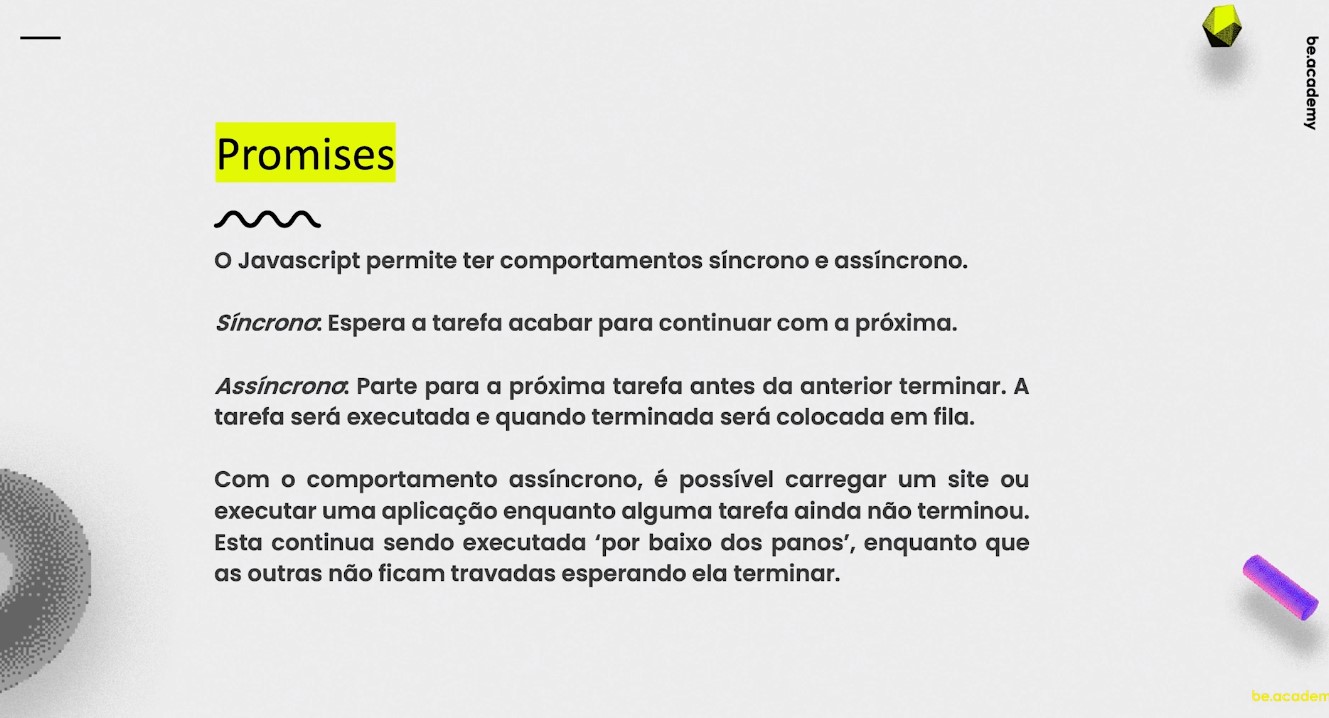 be.academy
Promises
O Javascript permite ter comportamentos síncrono e assíncrono.
Síncrono: Espera a tarefa acabar para continuar com a próxima.
Assíncrono: Parte para a próxima tarefa antes da anterior terminar. A
tarefa será executada e quando terminada será colocada em fila.
Com o comportamento assíncrono, é possível carregar um site ou
executar uma aplicação enquanto alguma tarefa ainda não terminou.
Esta continua sendo executada ‘por baixo dos panos’, enquanto que
as outras não ficam travadas esperando ela terminar.
be.academ